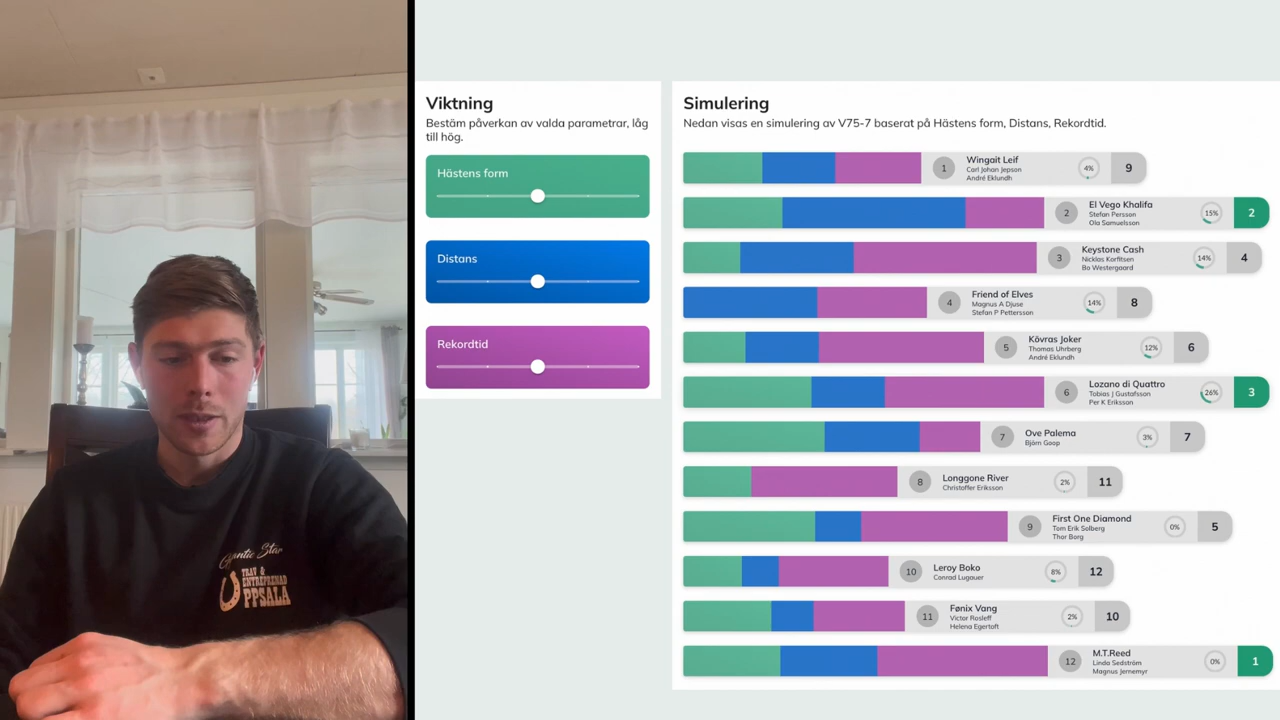 Gigantic Star
TRAV &
ENTREPRENAD
UPPSALA
Viktning
Bestäm påverkan av valda parametrar, låg
till hög.
Hästens form
Distans
Rekordtid
Simulering
Nedan visas en simulering av V75-7 baserat på Hästens form, Distans, Rekordtid.
1 Wingait Leif 4% 9
Carl Johan Jepson
André Eklundh
2 El Vego Khalifa 15% 2
Stefan Persson
Ola Samuelsson
3 Keystone Cash 14% 4
Nicklas Korfitsen
Bo Westergaard
4 Friend of Elves 14% 8
Magnus A Djuse
Stefan P Pettersson
5 Kövras Joker 12% 6
Thomas Uhrberg
André Eklundh
6 Lozano di Quattro 26% 3
Tobias J Gustafsson
Per K Eriksson
7 Ove Palema 3% 7
Björn Goop
8 Longgone River 2% 11
Christoffer Eriksson
9 First One Diamond 0% 5
Tom Erik Solberg
Thor Borg
10 Leroy Boko 8% 12
Conrad Lugauer
11 Fønix Vang 2% 10
Victor Rosleff
Helena Egertoft
12 M.T.Reed 0% 1
Linda Sedström
Magnus Jernemyr